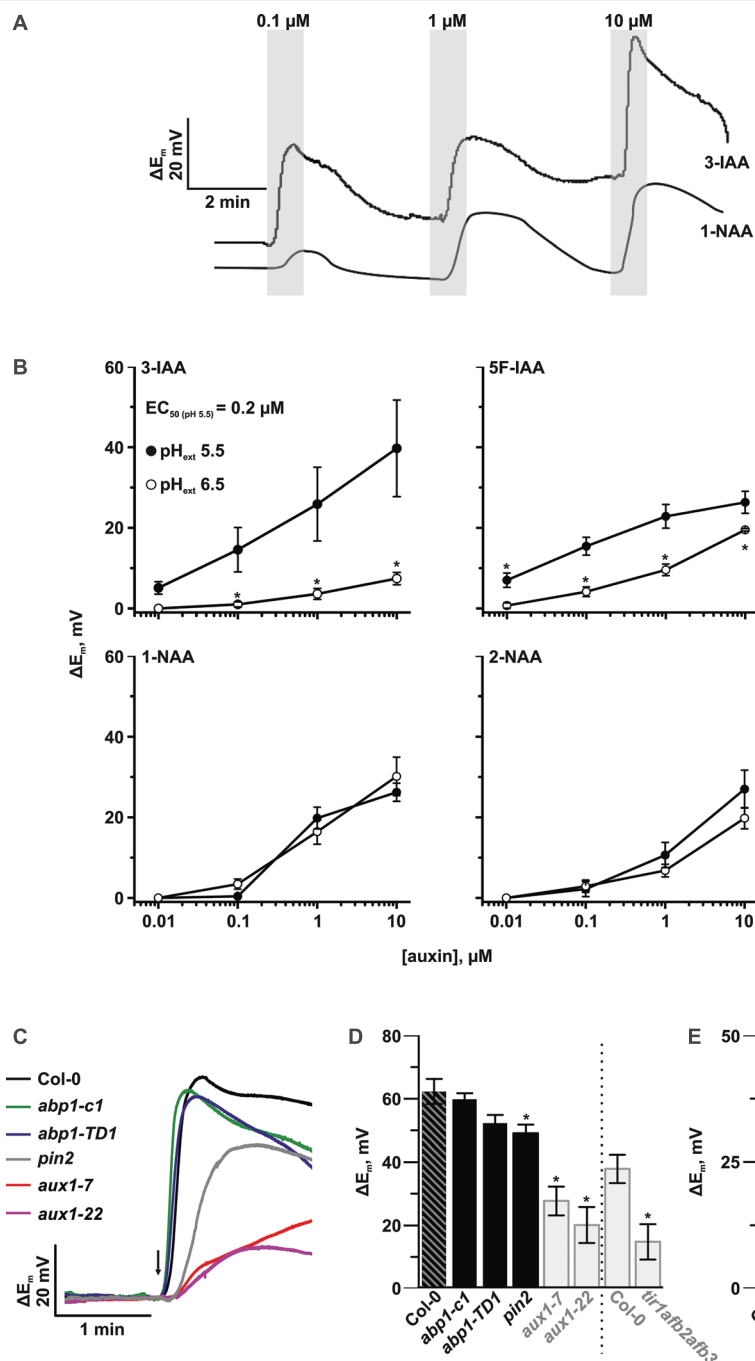 A
0.1 µM
1 µM
10 µM
ΔEm
20 mV
2 min
3-IAA
1-NAA
B
ΔEm, mV
3-IAA
EC50 (pH 5.5) = 0.2 µM
pHext 5.5
pHext 6.5
60
40
20
0
* * *
5F-IAA
* * * *
1-NAA
60
40
20
0
0.01 0.1 1 10
2-NAA
0.01 0.1 1 10
[auxin], µM
C
Col-0
abp1-c1
abp1-TD1
pin2
aux1-7
aux1-22
ΔEm
20 mV
1 min
D
ΔEm, mV
80
60
40
20
0
* * * *
Col-0
abp1-c1
abp1-TD1
pin2
aux1-7
aux1-22
Col-0
tir1afb2afb3
E
ΔEm, mV
50
25
0